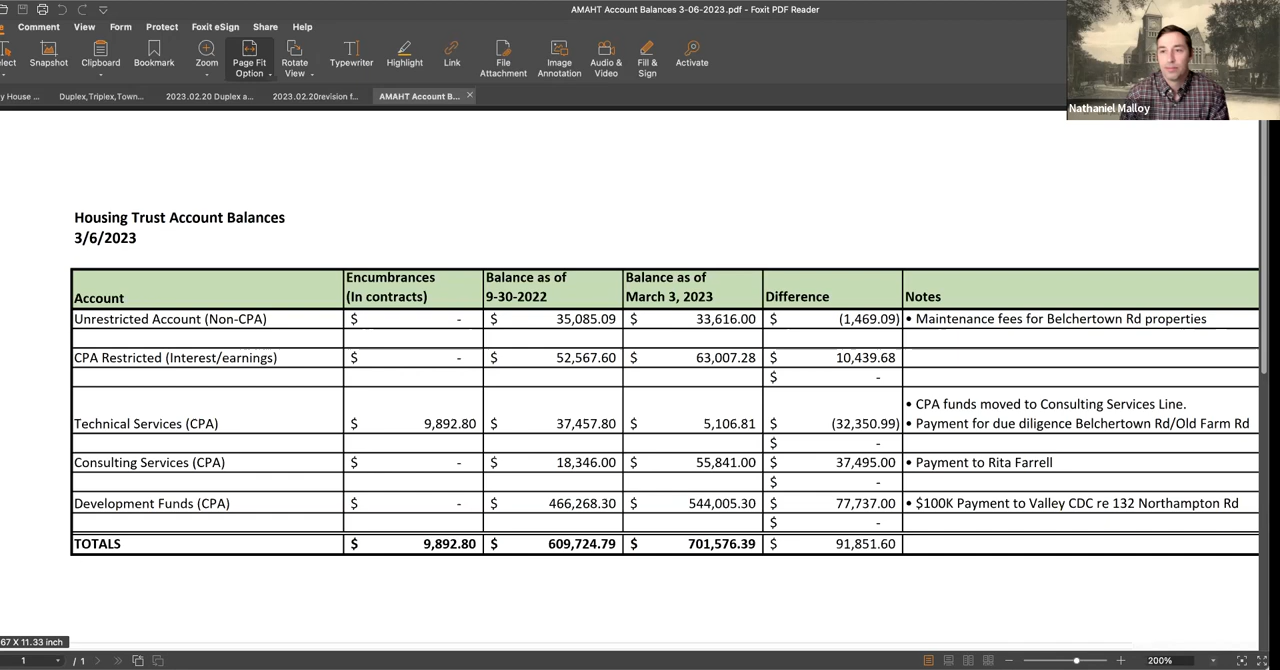 AMAHT Account Balances 3-06-2023.pdf - Foxit PDF Reader
Comment View Form Protect Foxit eSign Share Help
Snapshot Clipboard Bookmark Zoom Page Fit Option Rotate View Typewriter Highlight Link File Attachment Image Annotation Audio & Video Fill & Sign Activate
y House ... Duplex,Triplex,Town... 2023.02.20 Duplex a... 2023.02.20revision f... AMAHT Account B...
Nathaniel Malloy
Housing Trust Account Balances
3/6/2023
Account Encumbrances (In contracts) Balance as of 9-30-2022 Balance as of March 3, 2023 Difference Notes
Unrestricted Account (Non-CPA) $ - $ 35,085.09 $ 33,616.00 $ (1,469.09) • Maintenance fees for Belchertown Rd properties
CPA Restricted (Interest/earnings) $ - $ 52,567.60 $ 63,007.28 $ 10,439.68
$ -
• CPA funds moved to Consulting Services Line.
Technical Services (CPA) $ 9,892.80 $ 37,457.80 $ 5,106.81 $ (32,350.99) • Payment for due diligence Belchertown Rd/Old Farm Rd
$ -
Consulting Services (CPA) $ - $ 18,346.00 $ 55,841.00 $ 37,495.00 • Payment to Rita Farrell
$ -
Development Funds (CPA) $ - $ 466,268.30 $ 544,005.30 $ 77,737.00 • $100K Payment to Valley CDC re 132 Northampton Rd
$ -
TOTALS $ 9,892.80 $ 609,724.79 $ 701,576.39 $ 91,851.60
67 X 11.33 inch
1 / 1 200%